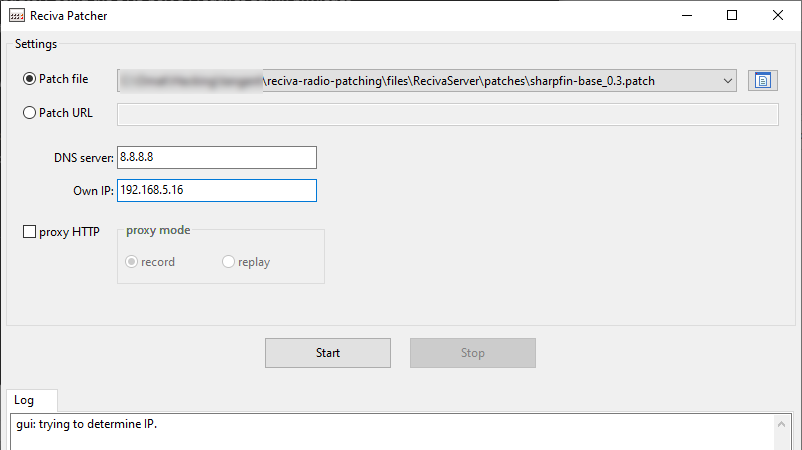 Reciva Patcher
Settings
Patch file
\reciva-radio-patching\files\RecivaServer\patches\sharpfin-base_0.3.patch
Patch URL
DNS server: 8.8.8.8
Own IP: 192.168.5.16
proxy HTTP
proxy mode
record
replay
Start
Stop
Log
gui: trying to determine IP.